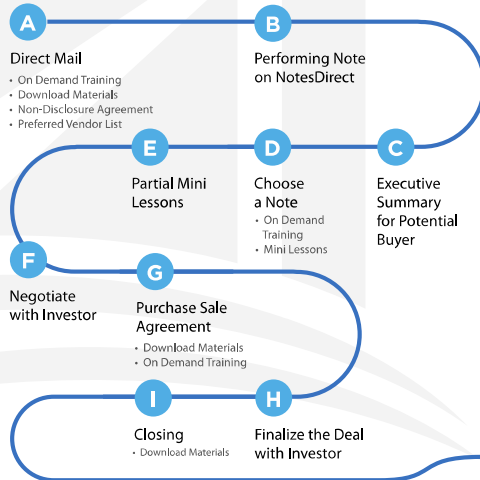 A
Direct Mail
• On Demand Training
• Download Materials
• Non-Disclosure Agreement
• Preferred Vendor List
B
Performing Note
on NotesDirect
C
Executive
Summary
for Potential
Buyer
D
Choose
a Note
• On Demand
Training
• Mini Lessons
E
Partial Mini
Lessons
F
Negotiate
with Investor
G
Purchase Sale
Agreement
• Download Materials
• On Demand Training
H
Finalize the Deal
with Investor
I
Closing
• Download Materials